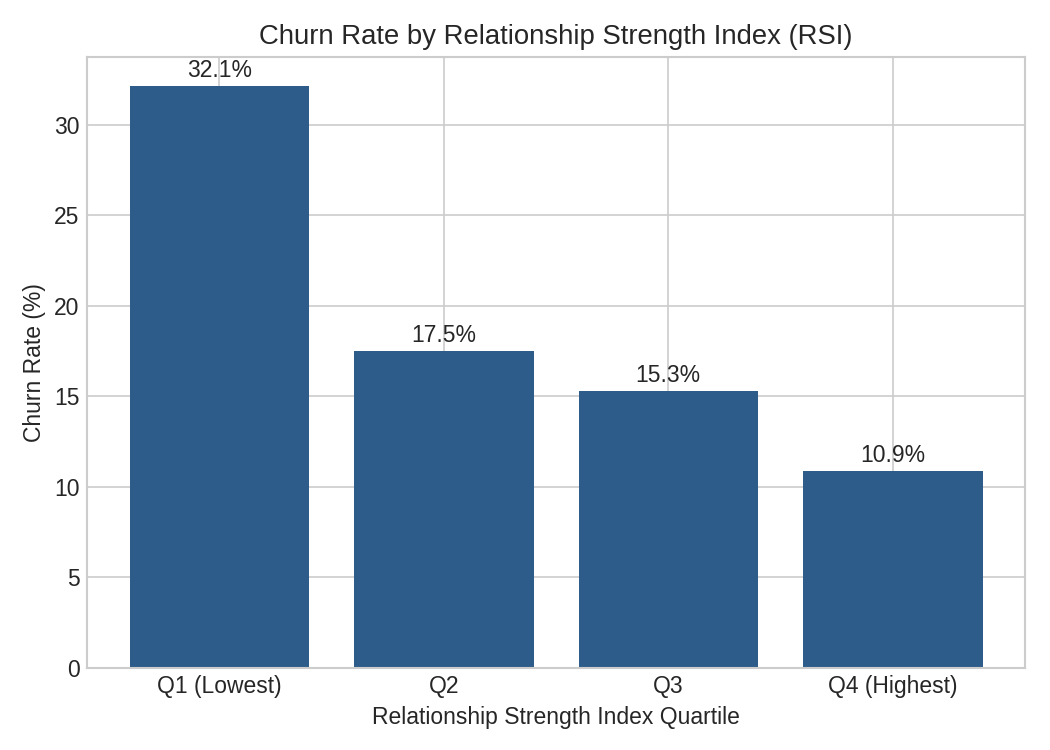 Churn Rate by Relationship Strength Index (RSI)
Churn Rate (%)
30
25
20
15
10
5
0
32.1%
17.5%
15.3%
10.9%
Q1 (Lowest)
Q2
Q3
Q4 (Highest)
Relationship Strength Index Quartile